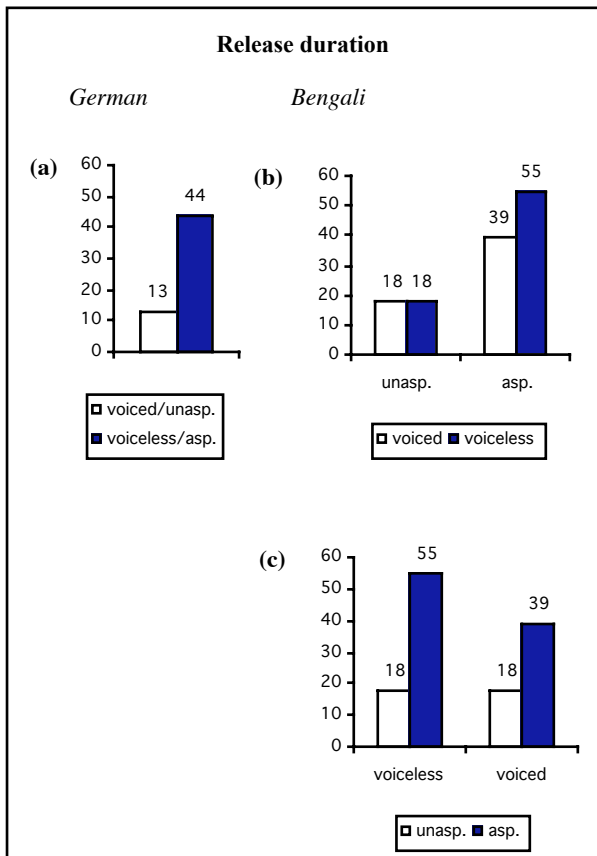 Release duration
German Bengali
(a)
60
50
40
30
20
10
0
13
44
voiced/unasp.
voiceless/asp.
(b)
60
50
40
30
20
10
0
18 18
39
55
unasp. asp.
voiced voiceless
(c)
60
50
40
30
20
10
0
18
55
18
39
voiceless voiced
unasp. asp.